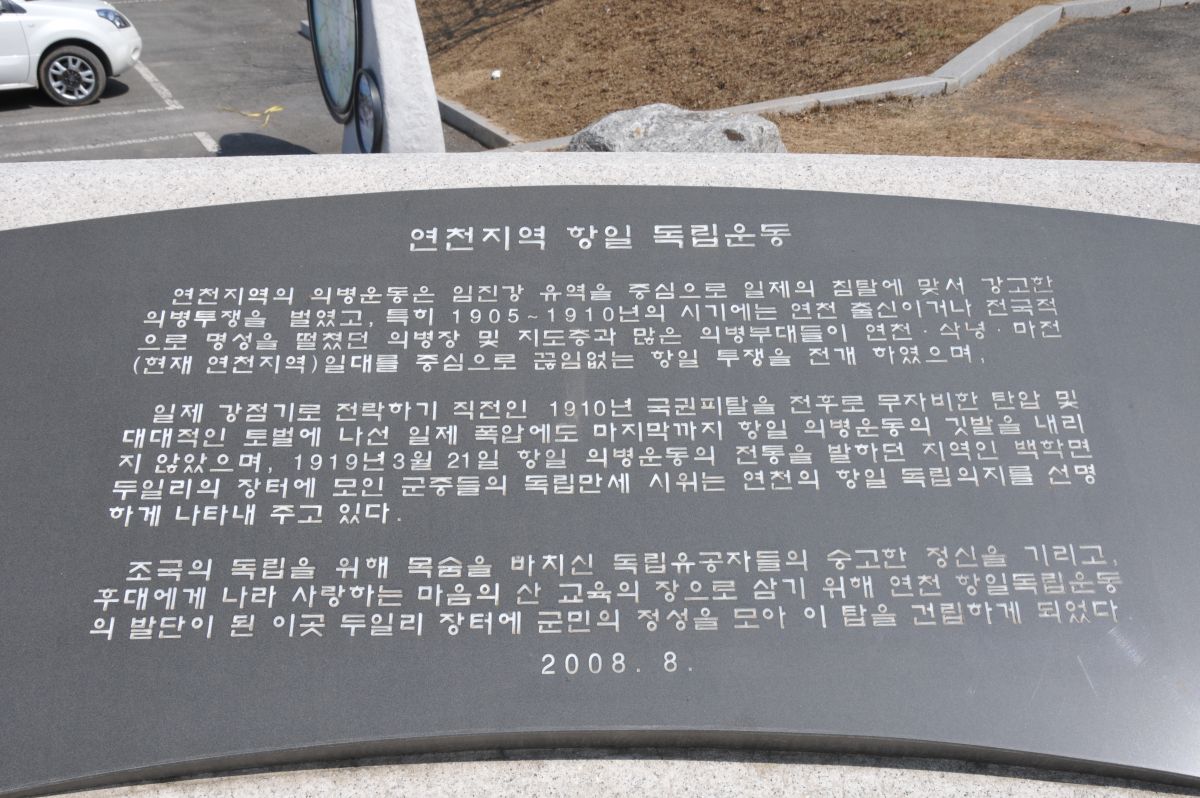 연천지역 항일 독립운동
연천지역의 의병운동은 임진강 유역을 중심으로 일제의 침탈에 맞서 강고한
의병투쟁을 벌였고, 특히 1905~1910년의 시기에는 연천 출신이거나 전국적
으로 명성을 떨쳤던 의병장 및 지도층과 많은 의병부대들이 연천·삭녕·마전
(현재 연천지역)일대를 중심으로 끊임없는 항일 투쟁을 전개 하였으며,
일제 강점기로 전락하기 직전인 1910년 국권피탈을 전후로 무자비한 탄압 및
대대적인 토벌에 나선 일제 폭압에도 마지막까지 항일 의병운동의 깃발을 내리
지 않았으며, 1919년3월 21일 항일 의병운동의 전통을 발하던 지역인 백학면
두일리의 장터에 모인 군중들의 독립만세 시위는 연천의 항일 독립의지를 선명
하게 나타내 주고 있다.
조국의 독립을 위해 목숨을 바치신 독립유공자들의 숭고한 정신을 기리고,
후대에게 나라 사랑하는 마음의 산 교육의 장으로 삼기 위해 연천 항일독립운동
의 발단이 된 이곳 두일리 장터에 군민의 정성을 모아 이 탑을 건립하게 되었다.
2008. 8.